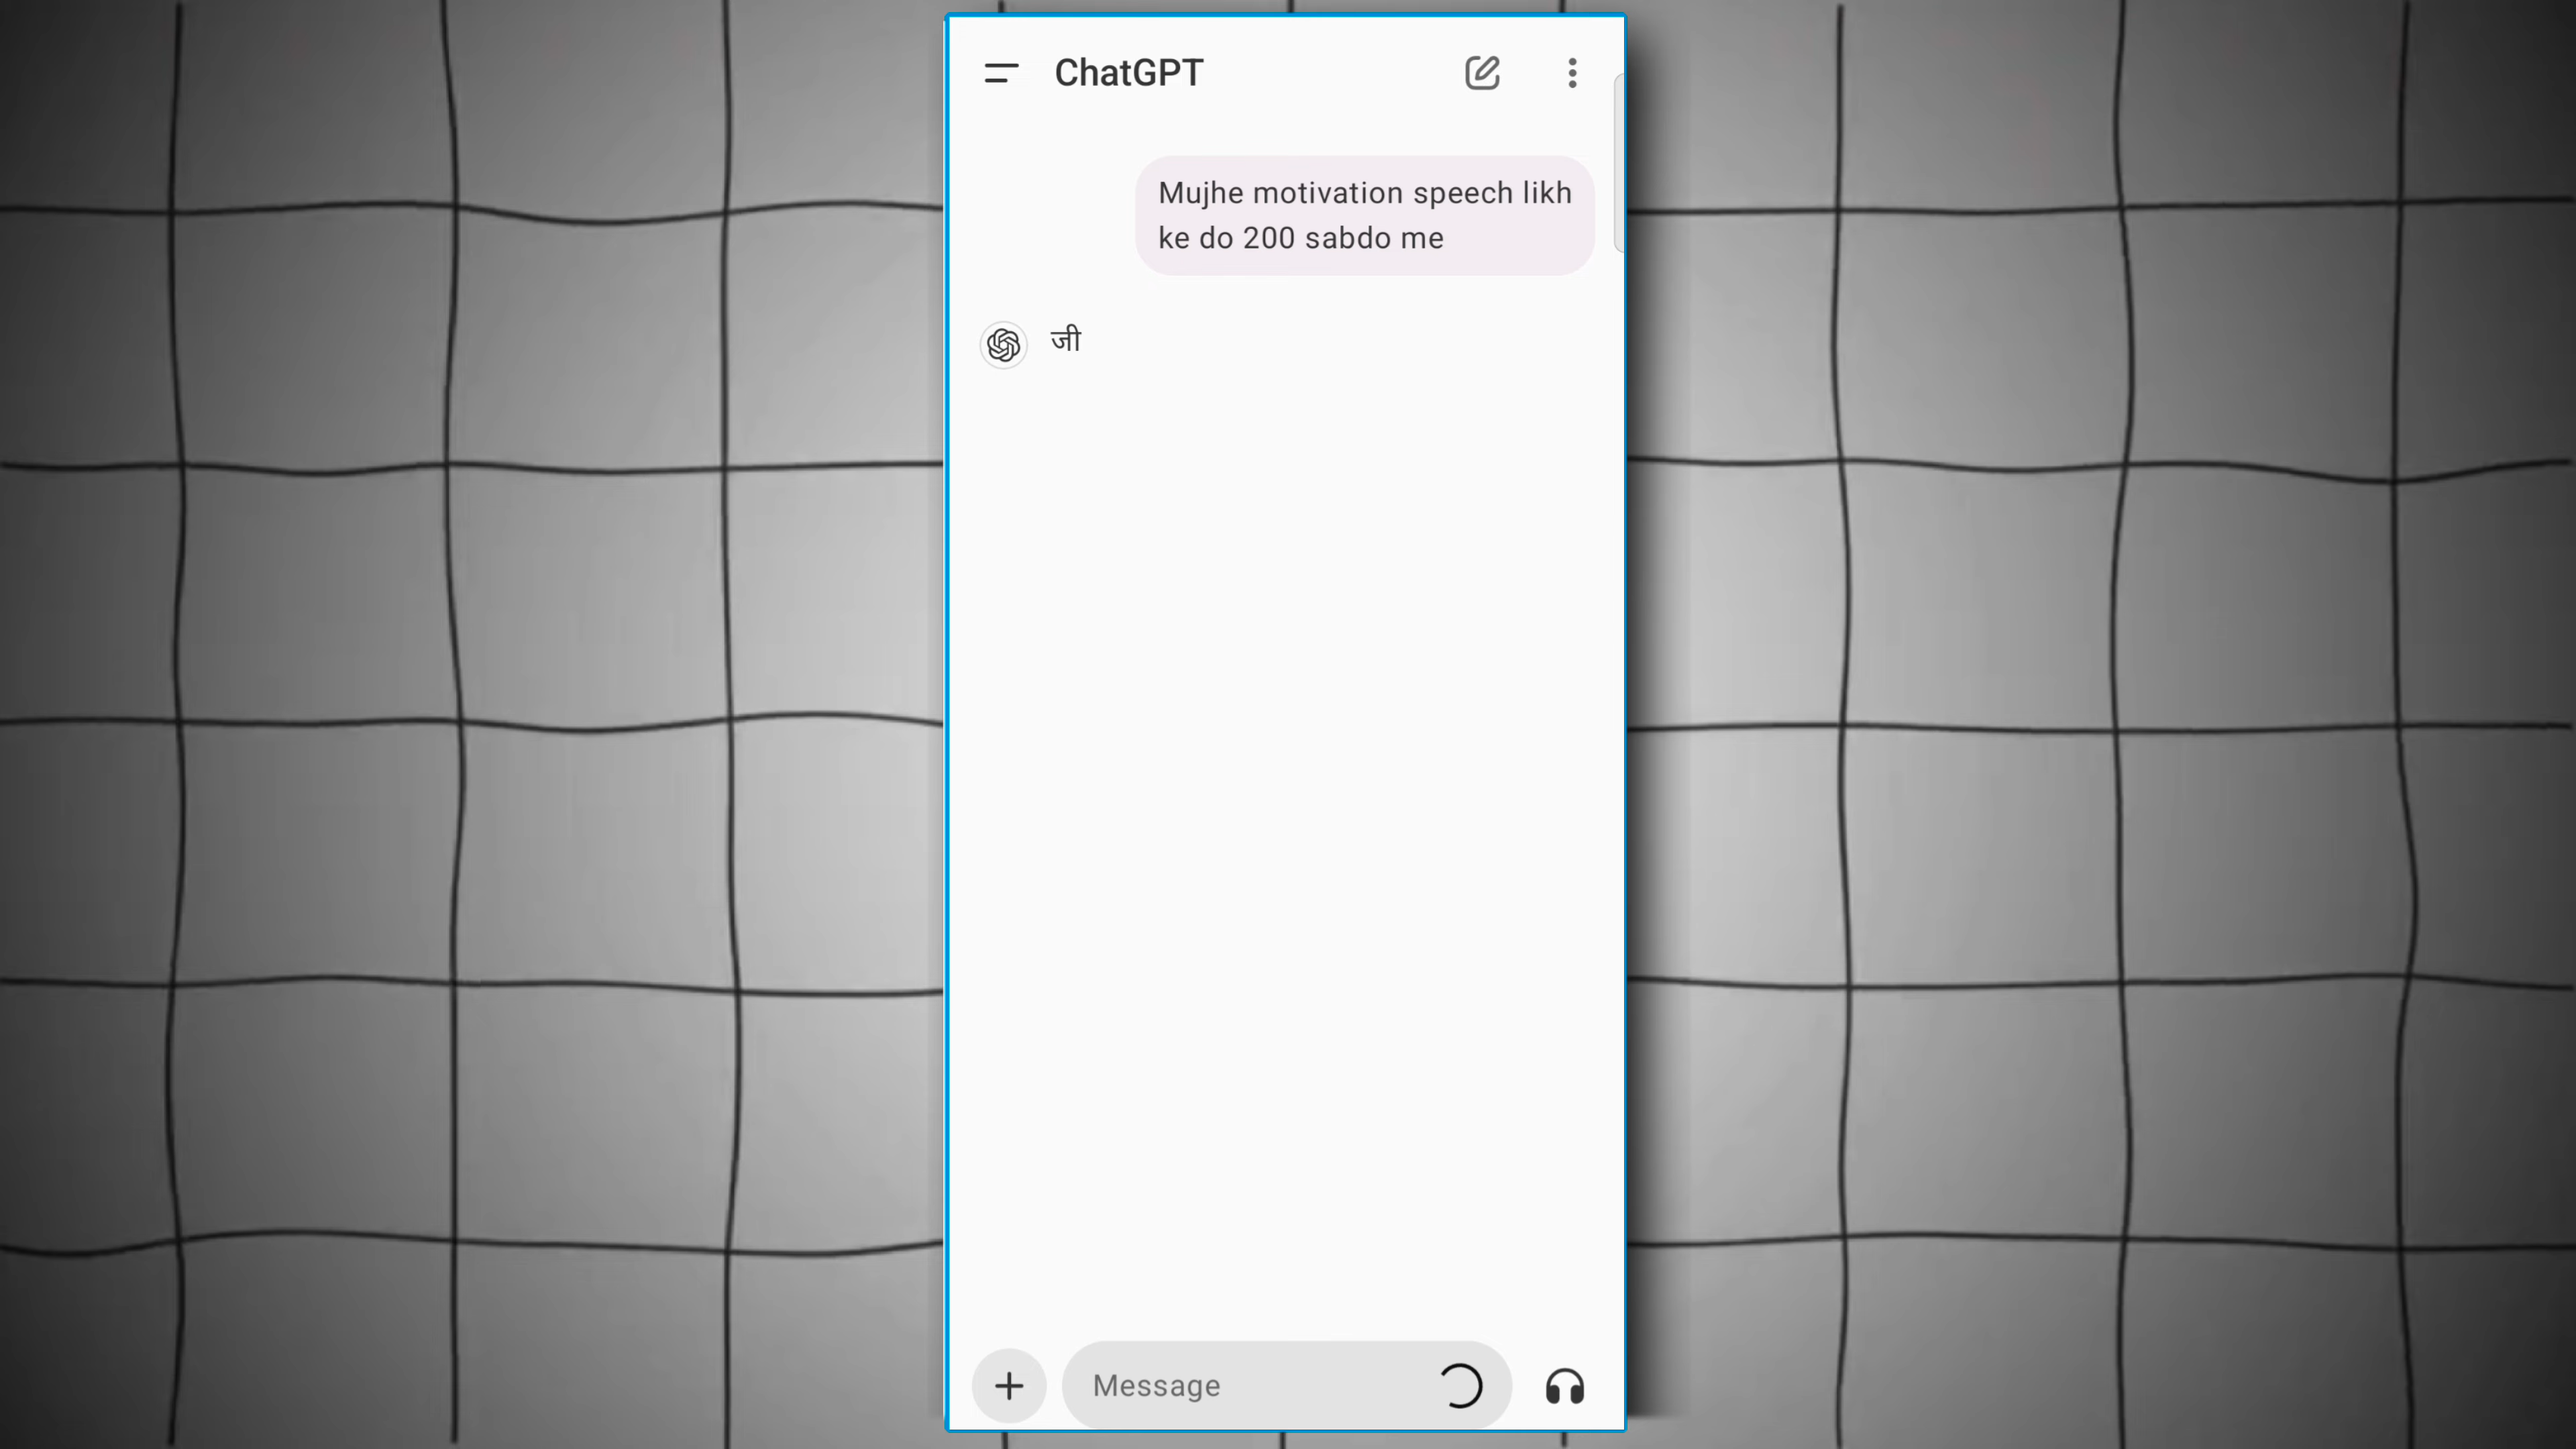 ChatGPT
Mujhe motivation speech likh
ke do 200 sabdo me
जी
Message